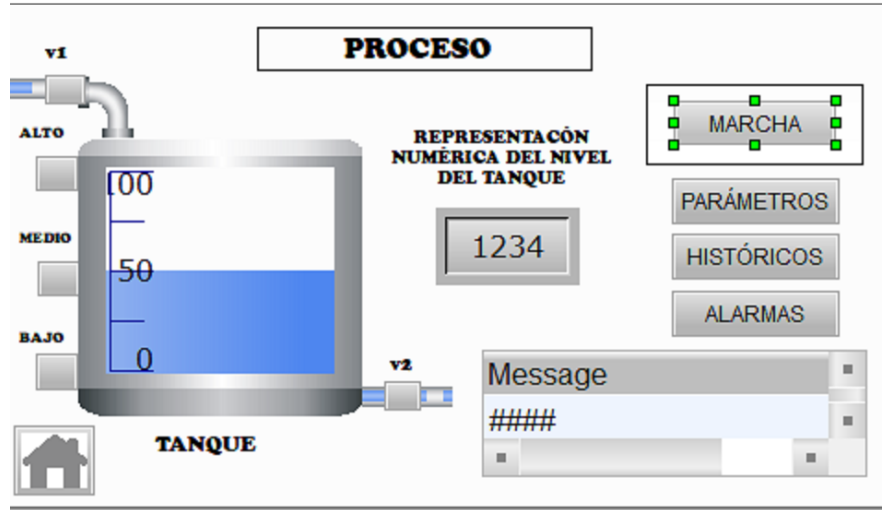 PROCESO
v1
ALTO
MEDIO
BAJO
100
50
0
TANQUE
REPRESENTACÓN
NUMÉRICA DEL NIVEL
DEL TANQUE
1234
v2
MARCHA
PARÁMETROS
HISTÓRICOS
ALARMAS
Message
####